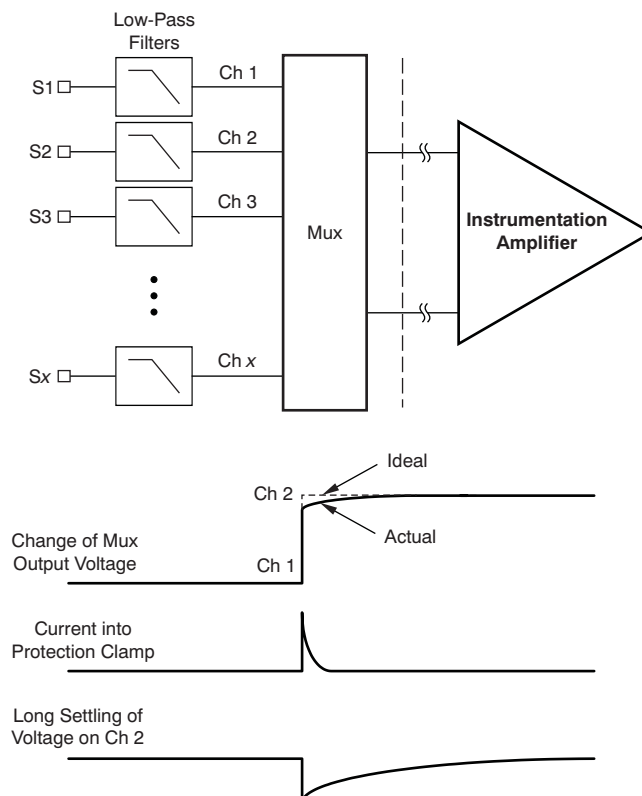 Low-Pass
Filters
S1
Ch 1
S2
Ch 2
S3
Ch 3
Mux
Instrumentation
Amplifier
Sx
Ch x
Ideal
Ch 2
Actual
Change of Mux
Output Voltage
Ch 1
Current into
Protection Clamp
Long Settling of
Voltage on Ch 2